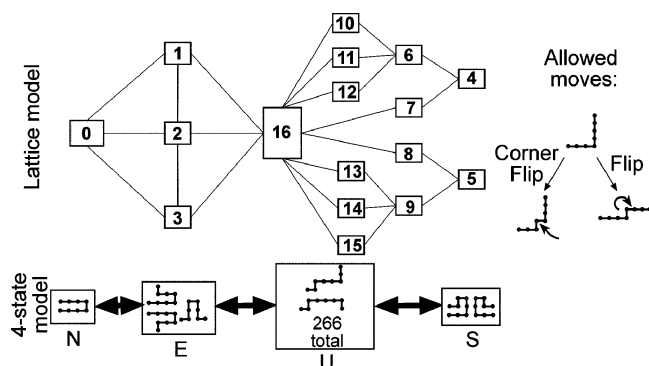 Lattice model
0
1
2
3
16
10
11
12
6
4
7
8
5
13
14
9
15
Allowed
moves:
Corner
Flip
Flip
4-state
model
N
E
266
total
U
S